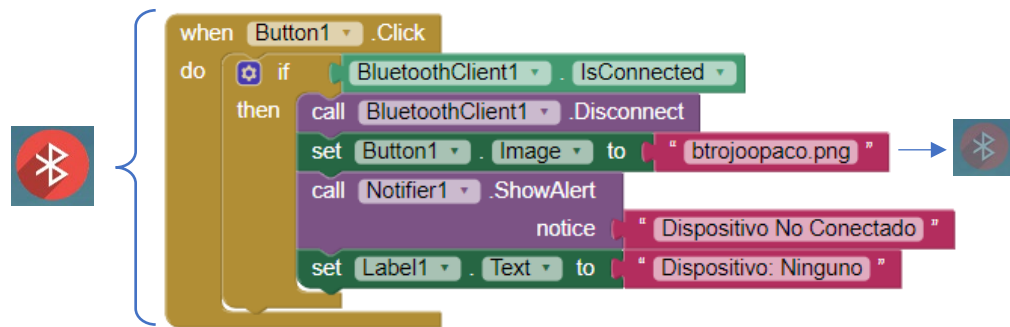 when Button1 .Click
do if BluetoothClient1 . IsConnected
then call BluetoothClient1 .Disconnect
set Button1 . Image to " btrojoopaco.png "
call Notifier1 .ShowAlert
notice " Dispositivo No Conectado "
set Label1 . Text to " Dispositivo: Ninguno "